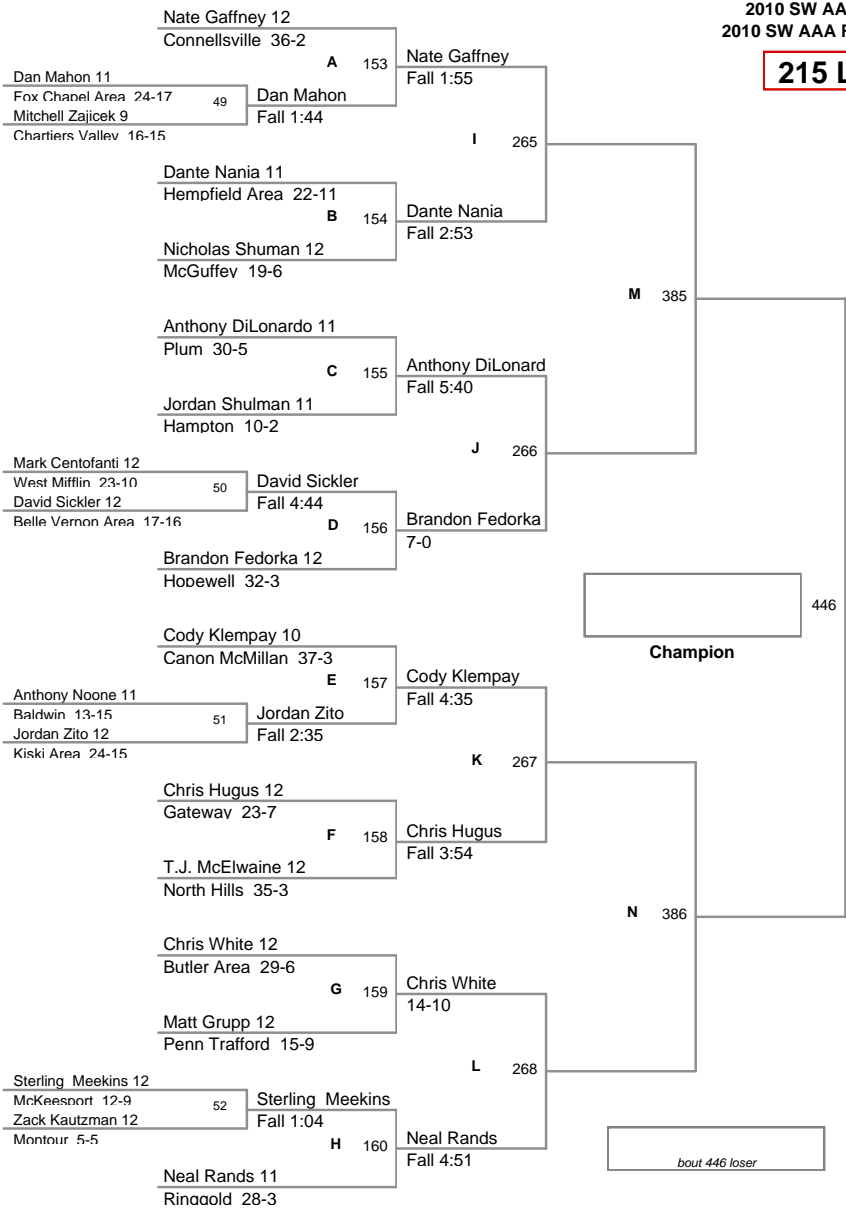 2010 SW AA
2010 SW AAA
215
Nate Gaffney 12
Connellsville 36-2
A 153
Nate Gaffney
Fall 1:55
Dan Mahon 11
Fox Chapel Area 24-17
49
Dan Mahon
Fall 1:44
Mitchell Zajicek 9
Chartiers Valley 16-15
I 265
Dante Nania 11
Hempfield Area 22-11
B 154
Dante Nania
Fall 2:53
Nicholas Shuman 12
McGuffey 19-6
M 385
Anthony DiLonardo 11
Plum 30-5
C 155
Anthony DiLonard
Fall 5:40
Jordan Shulman 11
Hampton 10-2
J 266
Mark Centofanti 12
West Mifflin 23-10
50
David Sickler
Fall 4:44
David Sickler 12
Belle Vernon Area 17-16
D 156
Brandon Fedorka
7-0
Brandon Fedorka 12
Hopewell 32-3
446
Champion
Cody Klempay 10
Canon McMillan 37-3
E 157
Cody Klempay
Fall 4:35
Anthony Noone 11
Baldwin 13-15
51
Jordan Zito
Fall 2:35
Jordan Zito 12
Kiski Area 24-15
K 267
Chris Hugus 12
Gateway 23-7
F 158
Chris Hugus
Fall 3:54
T.J. McElwaine 12
North Hills 35-3
N 386
Chris White 12
Butler Area 29-6
G 159
Chris White
14-10
Matt Grupp 12
Penn Trafford 15-9
L 268
Sterling Meekins 12
McKeesport 12-9
52
Sterling Meekins
Fall 1:04
Zack Kautzman 12
Montour 5-5
H 160
Neal Rands
Fall 4:51
Neal Rands 11
Ringgold 28-3
bout 446 loser